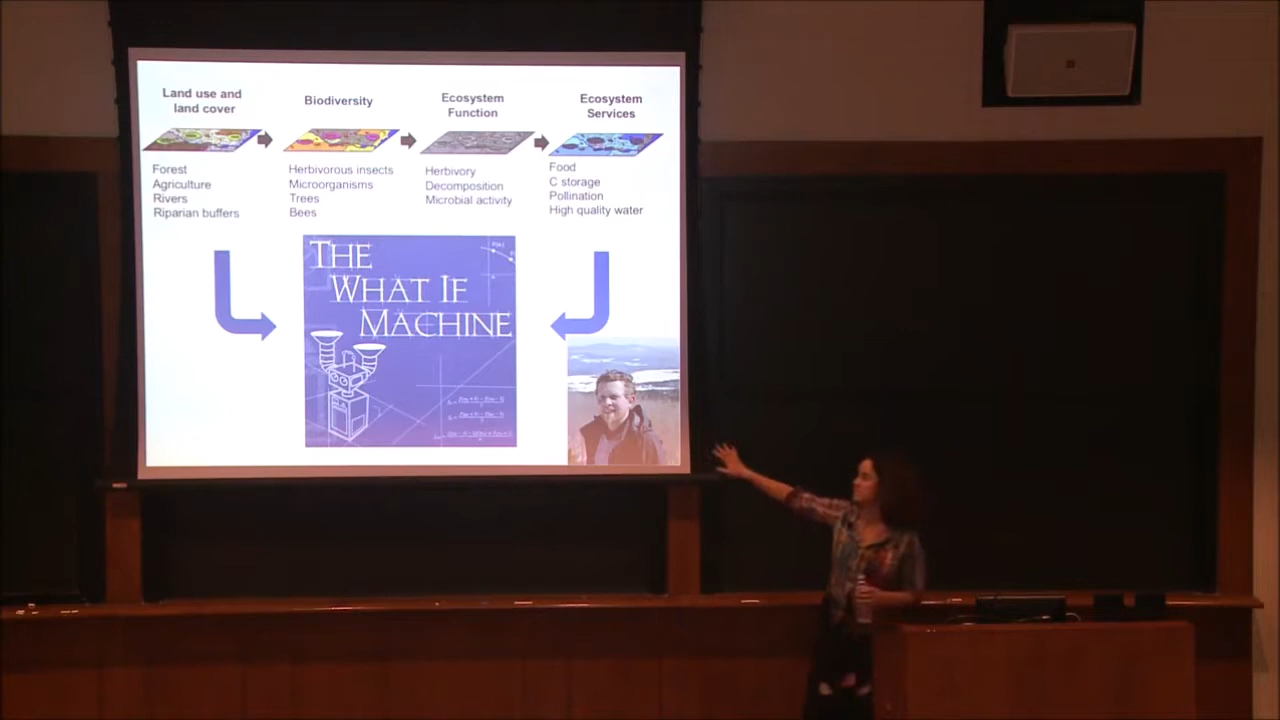 Land use and
land cover
Biodiversity
Ecosystem
Function
Ecosystem
Services
Forest
Agriculture
Rivers
Riparian buffers
Herbivorous insects
Microorganisms
Trees
Bees
Herbivory
Decomposition
Microbial activity
Food
C storage
Pollination
High quality water
THE
WHAT IF
MACHINE